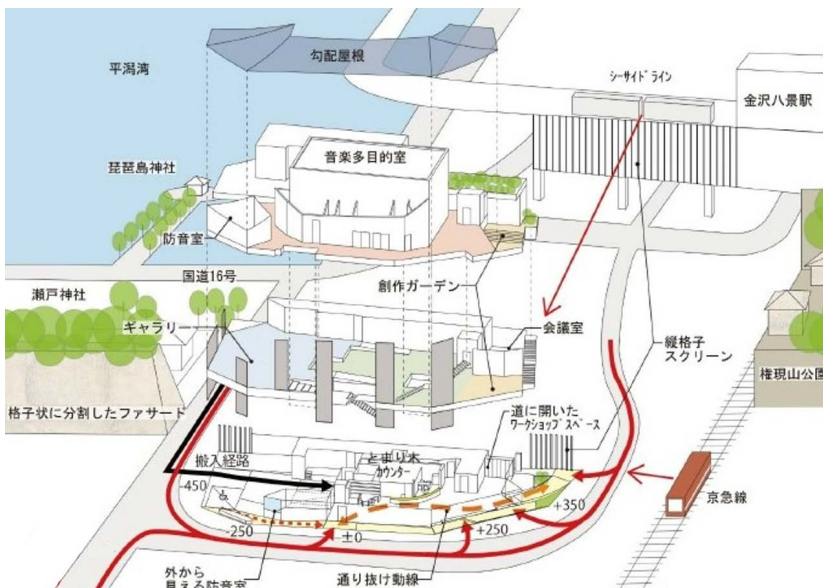 平潟湾
勾配屋根
シーサイドライン
金沢八景駅
音楽多目的室
琵琶島神社
防音室
国道16号
創作ガーデン
瀬戸神社
ギャラリー
会議室
縦格子
スクリーン
権現山公園
格子状に分割したファサード
道に開いた
ワークショップスペース
搬入経路
とまり木
カウンター
-450
+350
京急線
-250
±0
+250
外から
見える防音室
通り抜け動線